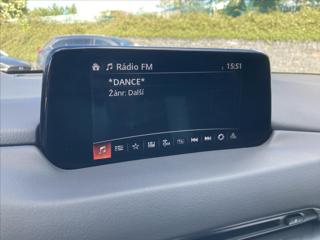 Rádio FM 15:51
*DANCE*
Žánr: Další